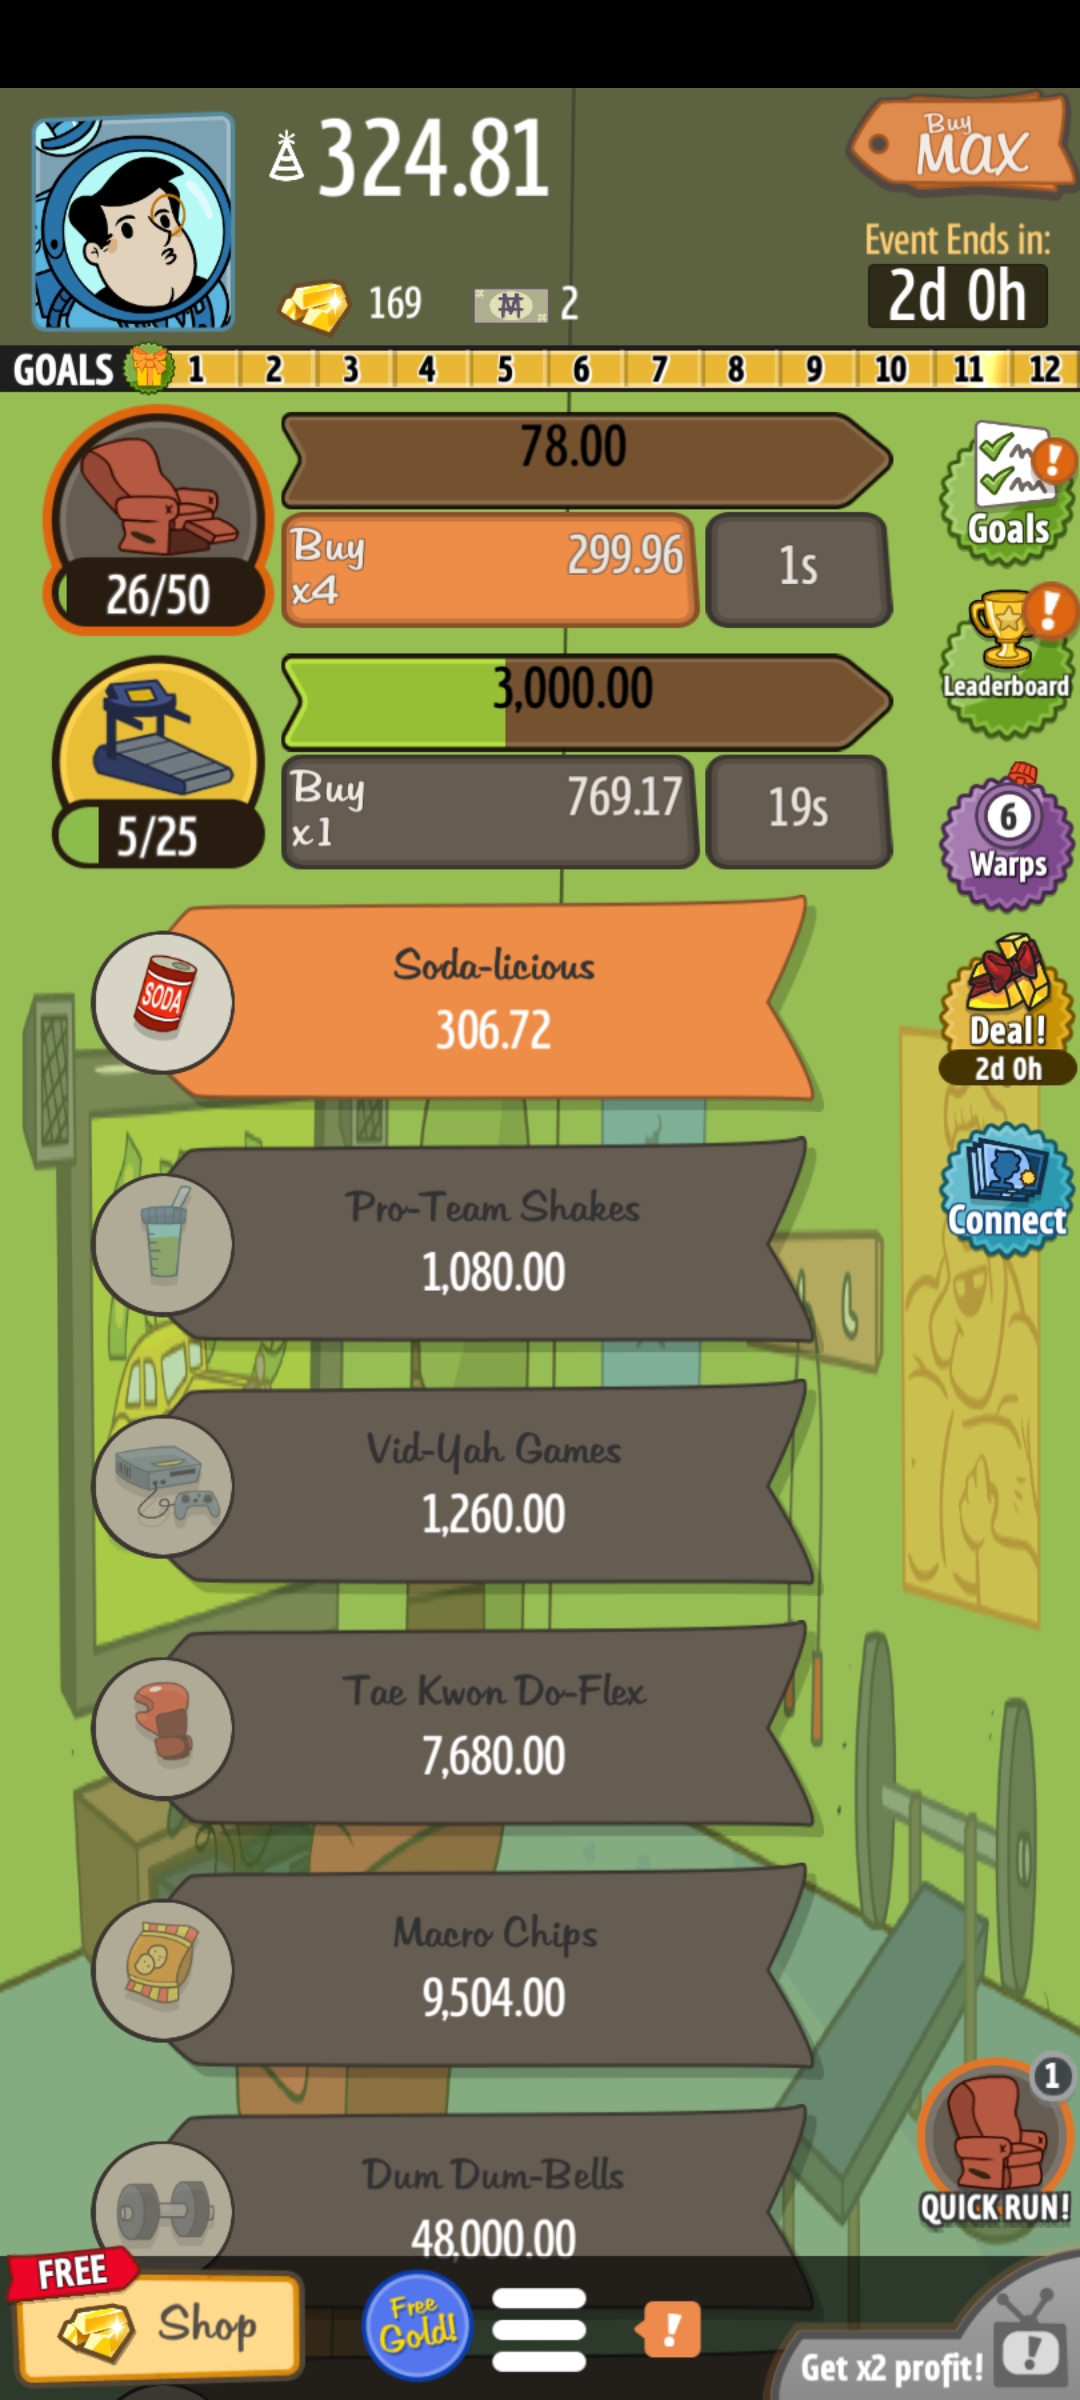 324.81
Buy
MAX
Event Ends in:
2d 0h
169
2
GOALS 1 2 3 4 5 6 7 8 9 10 11 12
78.00
26/50
Buy
x4
299.96
1s
Goals
Leaderboard
3,000.00
5/25
Buy
x1
769.17
19s
6
Warps
Soda-licious
306.72
SODA
Deal!
2d 0h
Pro-Team Shakes
1,080.00
Connect
Vid-Yah Games
1,260.00
Tae Kwon Do-Flex
7,680.00
Macro Chips
9,504.00
Dum Dum-Bells
48,000.00
1
QUICK RUN!
FREE
Shop
Free
Gold!
!
Get x2 profit!